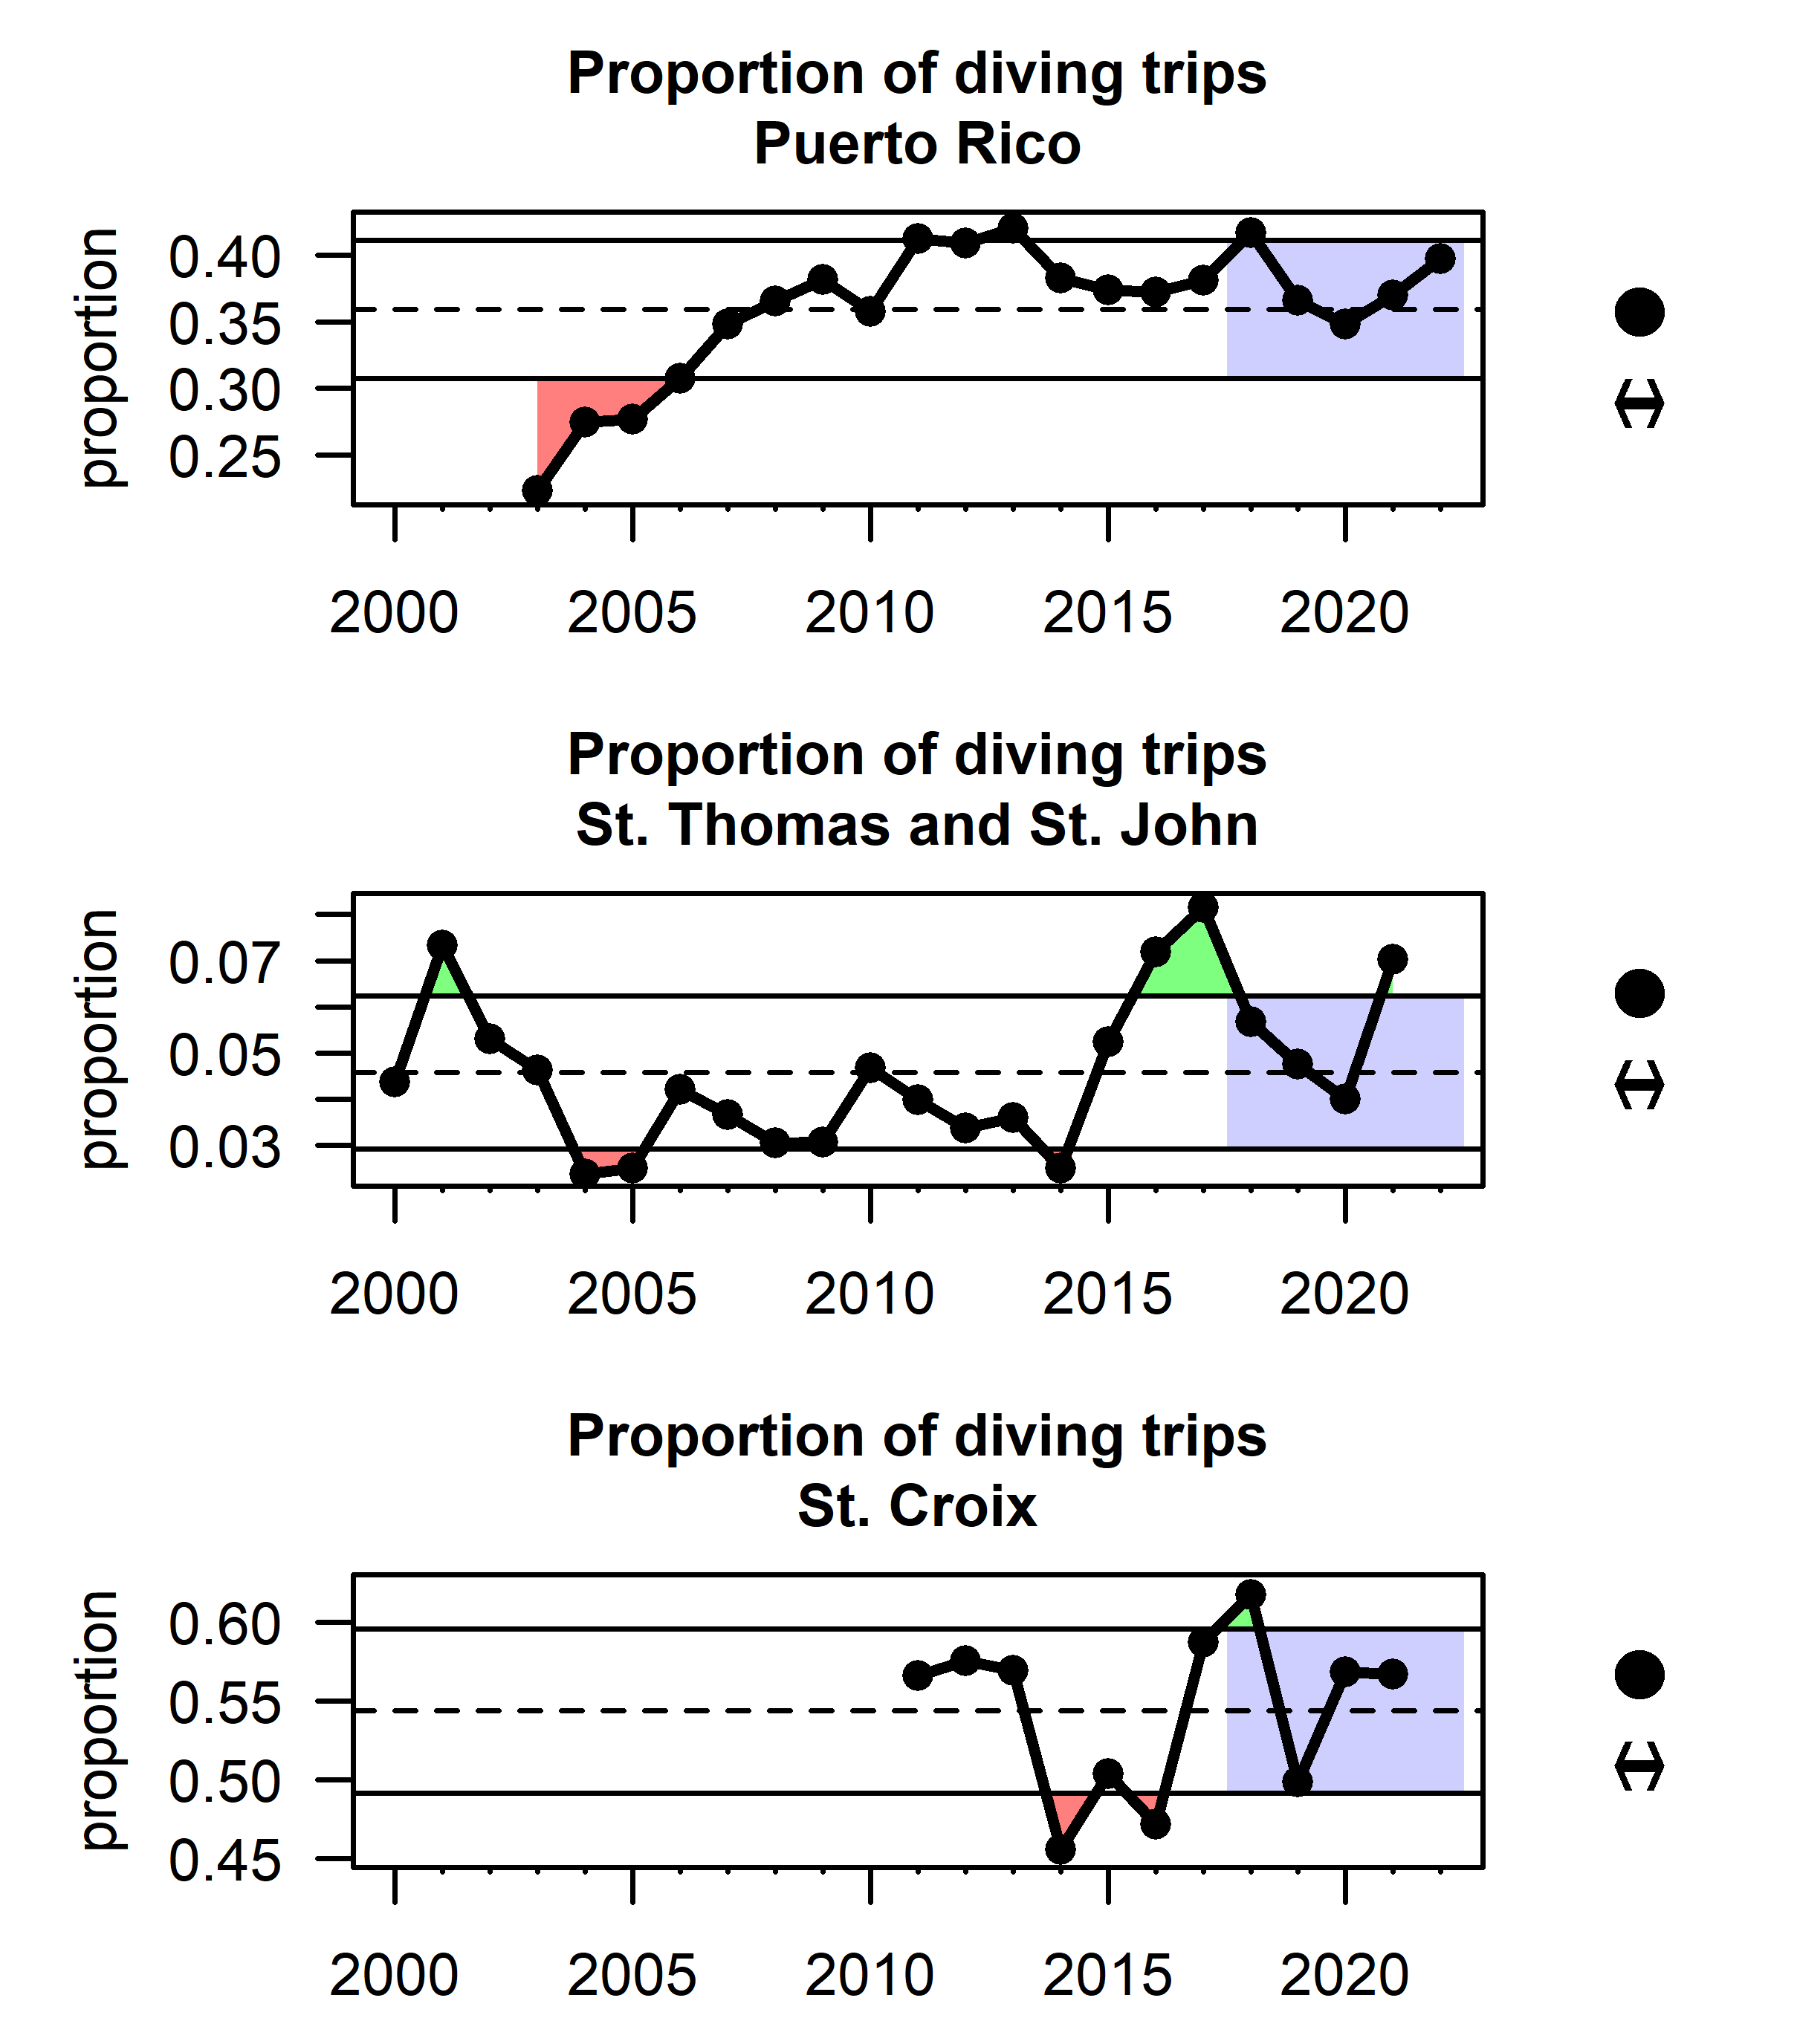 Proportion of diving trips
Puerto Rico
proportion
0.40
0.35
0.30
0.25
2000 2005 2010 2015 2020
Proportion of diving trips
St. Thomas and St. John
proportion
0.07
0.05
0.03
2000 2005 2010 2015 2020
Proportion of diving trips
St. Croix
proportion
0.60
0.55
0.50
0.45
2000 2005 2010 2015 2020